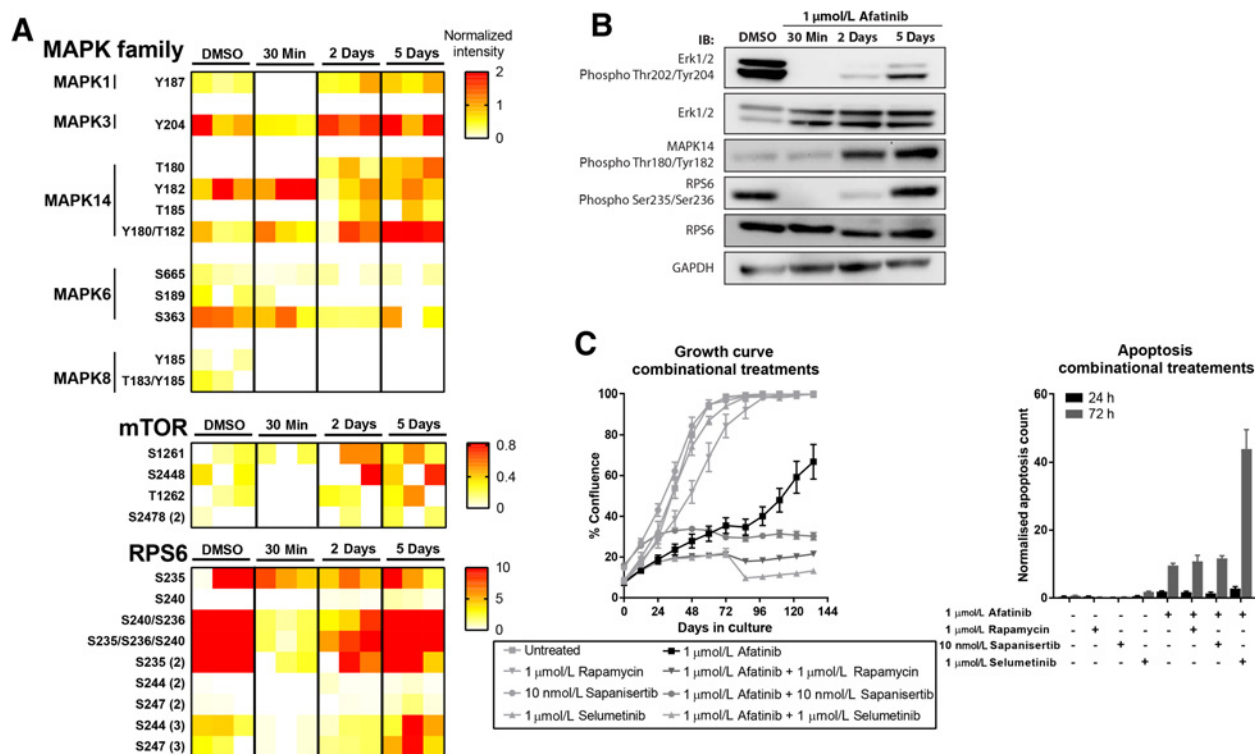 A
MAPK family
DMSO 30 Min 2 Days 5 Days
Normalized
intensity
2
1
0
MAPK1
Y187
MAPK3
Y204
MAPK14
T180
Y182
T185
Y180/T182
MAPK6
S665
S189
S363
MAPK8
Y185
T183/Y185
mTOR
DMSO 30 Min 2 Days 5 Days
S1261
S2448
T1262
S2478 (2)
0.8
0.4
0
RPS6
DMSO 30 Min 2 Days 5 Days
S235
S240
S240/S236
S235/S236/S240
S235 (2)
S244 (2)
S247 (2)
S244 (3)
S247 (3)
10
5
0
B
1 µmol/L Afatinib
IB: DMSO 30 Min 2 Days 5 Days
Erk1/2
Phospho Thr202/Tyr204
Erk1/2
MAPK14
Phospho Thr180/Tyr182
RPS6
Phospho Ser235/Ser236
RPS6
GAPDH
C
Growth curve
combinational treatments
% Confluence
100
80
60
40
20
0
0 24 48 72 96 120 144
Days in culture
Untreated
1 µmol/L Rapamycin
10 nmol/L Sapanisertib
1 µmol/L Selumetinib
1 µmol/L Afatinib
1 µmol/L Afatinib + 1 µmol/L Rapamycin
1 µmol/L Afatinib + 10 nmol/L Sapanisertib
1 µmol/L Afatinib + 1 µmol/L Selumetinib
Apoptosis
combinational treatements
Normalised apoptosis count
60
40
20
0
24 h
72 h
1 µmol/L Afatinib - - - - - + + + +
1 µmol/L Rapamycin - + - - - - + - -
10 nmol/L Sapanisertib - - - + - - - + -
1 µmol/L Selumetinib - - - - + - - - +